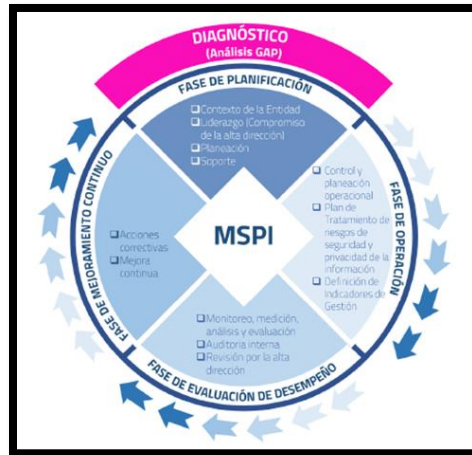 DIAGNÓSTICO
(Análisis GAP)
FASE DE PLANIFICACIÓN
❑Contexto de la Entidad
❑Liderazgo (Compromiso
de la alta dirección)
❑Planeación
❑Soporte
FASE DE OPERACIÓN
❑ Control y
planeación
operacional
❑ Plan de
Tratamiento de
riesgos de
seguridad y
privacidad de la
información
❑ Definición de
Indicadores de
Gestión
MSPI
FASE DE EVALUACIÓN DE DESEMPEÑO
❑Monitoreo, medición,
análisis y evaluación
❑Auditoria interna
❑Revisión por la alta
dirección
FASE DE MEJORAMIENTO CONTINUO
❑Acciones
correctivas
❑Mejora
continua